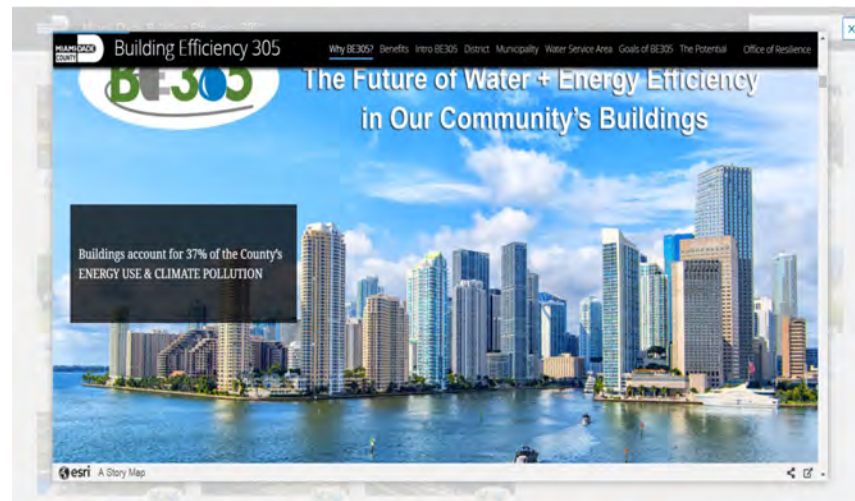 MIAMI-DADE
COUNTY
Building Efficiency 305
Why BE305? Benefits Intro BE305 District Municipality Water Service Area Goals of BE305 The Potential Office of Resilience
BE305
The Future of Water + Energy Efficiency
in Our Community's Buildings
Buildings account for 37% of the County's
ENERGY USE & CLIMATE POLLUTION
esri A Story Map